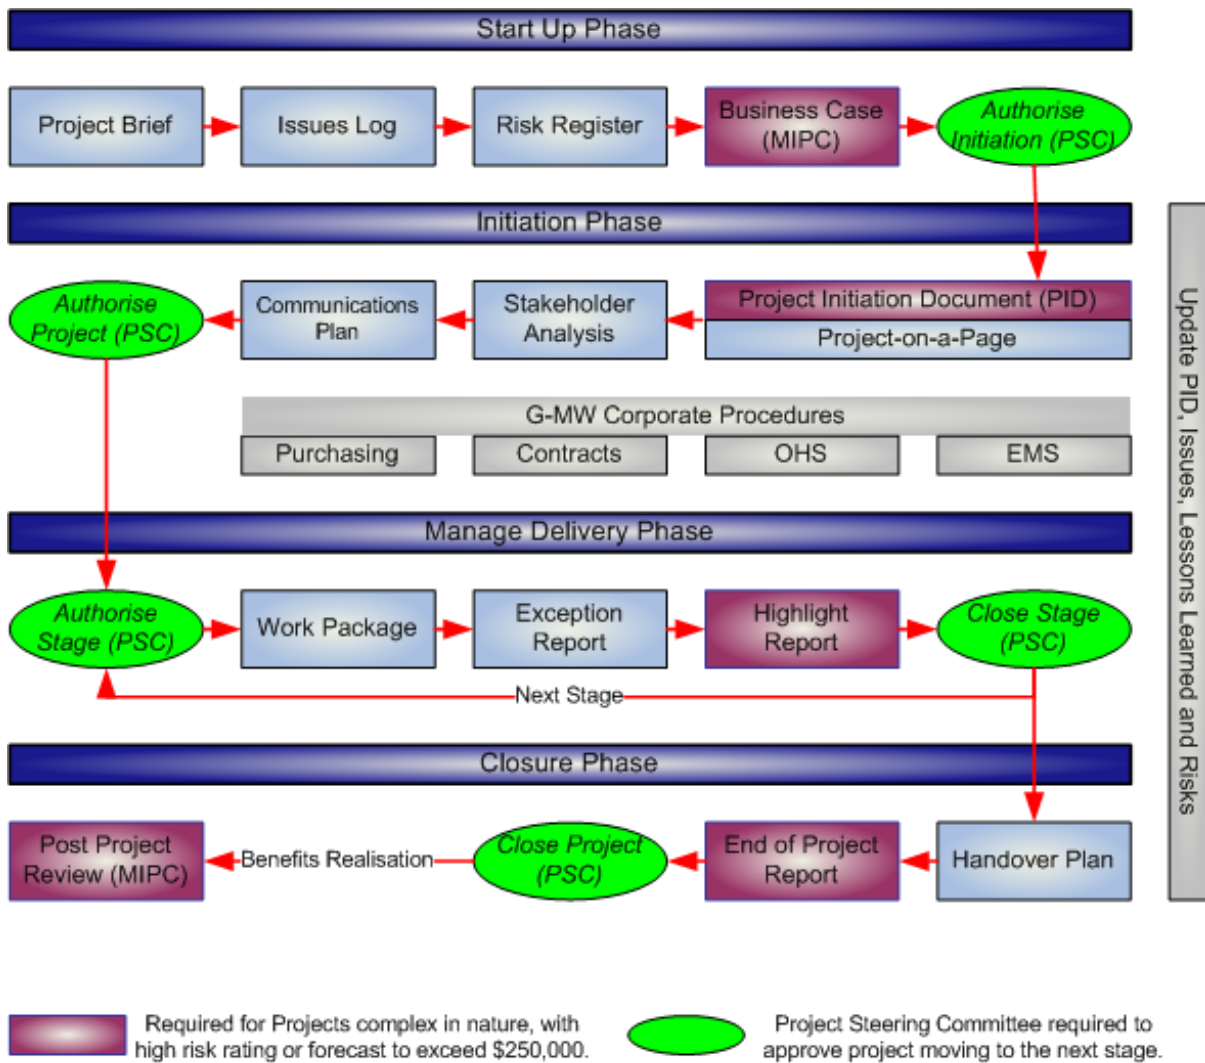 Start Up Phase
Project Brief
Issues Log
Risk Register
Business Case
(MIPC)
Authorise
Initiation (PSC)
Initiation Phase
Authorise
Project (PSC)
Communications
Plan
Stakeholder
Analysis
Project Initiation Document (PID)
Project-on-a-Page
G-MW Corporate Procedures
Purchasing
Contracts
OHS
EMS
Manage Delivery Phase
Authorise
Stage (PSC)
Work Package
Exception
Report
Highlight
Report
Close Stage
(PSC)
Next Stage
Closure Phase
Post Project
Review (MIPC)
Benefits Realisation
Close Project
(PSC)
End of Project
Report
Handover Plan
Update PID, Issues, Lessons Learned and Risks
Required for Projects complex in nature, with
high risk rating or forecast to exceed $250,000.
Project Steering Committee required to
approve project moving to the next stage.